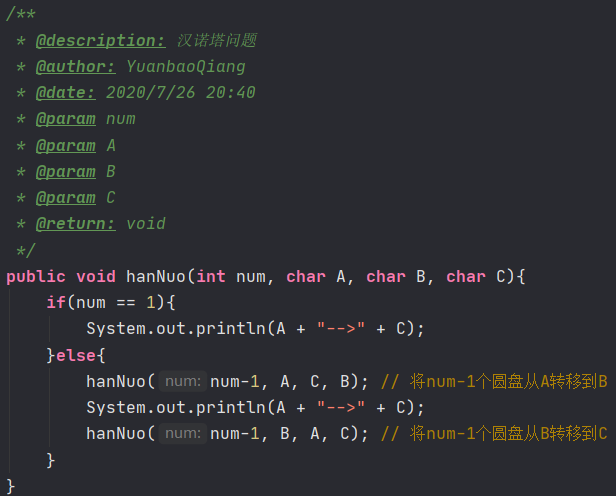 /**
 * @description: 汉诺塔问题
 * @author: YuanbaoQiang
 * @date: 2020/7/26 20:40
 * @param num
 * @param A
 * @param B
 * @param C
 * @return: void
 */
public void hanNuo(int num, char A, char B, char C){
    if(num == 1){
        System.out.println(A + "-->" + C);
    }else{
        hanNuo( num: num-1, A, C, B); // 将num-1个圆盘从A转移到B
        System.out.println(A + "-->" + C);
        hanNuo( num: num-1, B, A, C); // 将num-1个圆盘从B转移到C
    }
}